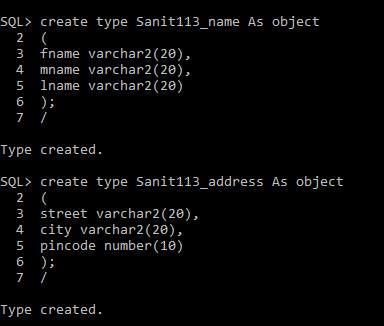 SQL> create type Sanit113_name As object
2 (
3 fname varchar2(20),
4 mname varchar2(20),
5 lname varchar2(20)
6 );
7 /
Type created.
SQL> create type Sanit113_address As object
2 (
3 street varchar2(20),
4 city varchar2(20),
5 pincode number(10)
6 );
7 /
Type created.